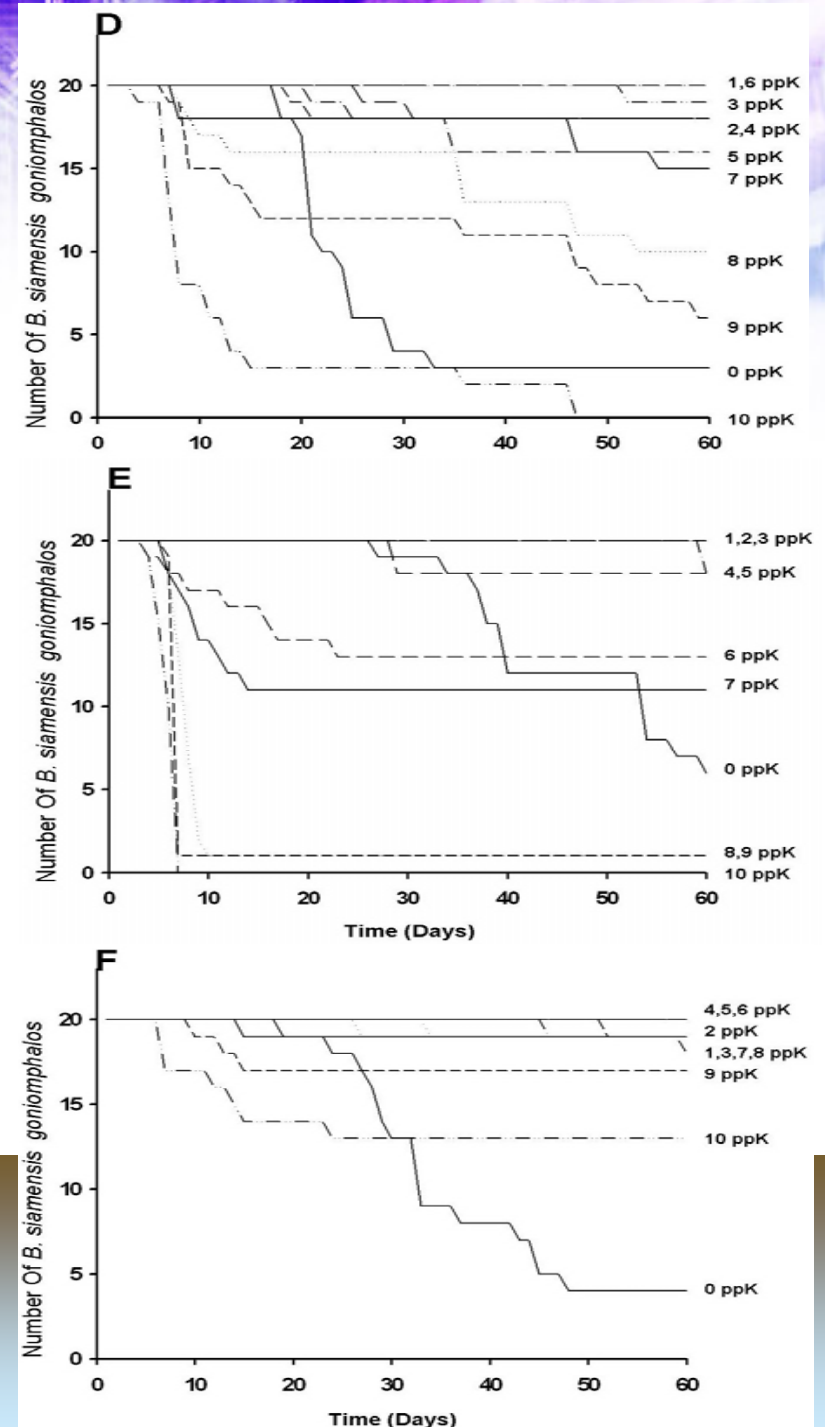 D
Number Of B. siamensis goniomphalos
20
15
10
5
0
0 10 20 30 40 50 60
1,6 ppK
3 ppK
2,4 ppK
5 ppK
7 ppK
8 ppK
9 ppK
0 ppK
10 ppK
E
Number Of B. siamensis goniomphalos
20
15
10
5
0
0 10 20 30 40 50 60
Time (Days)
1,2,3 ppK
4,5 ppK
6 ppK
7 ppK
0 ppK
8,9 ppK
10 ppK
F
Number Of B. siamensis goniomphalos
20
15
10
5
0
0 10 20 30 40 50 60
Time (Days)
4,5,6 ppK
2 ppK
1,3,7,8 ppK
9 ppK
10 ppK
0 ppK